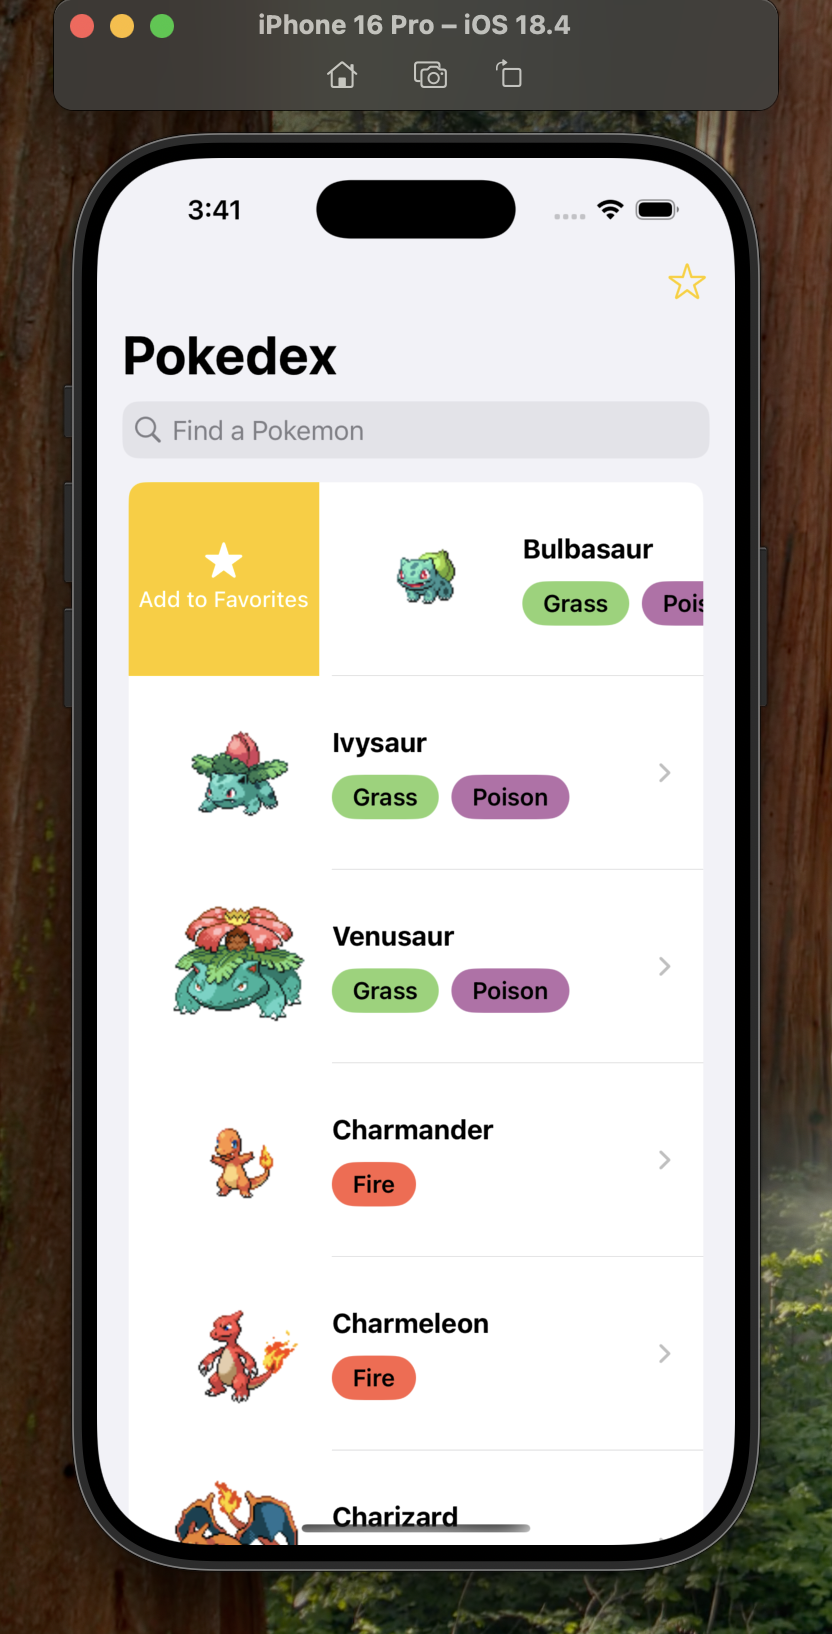 iPhone 16 Pro – iOS 18.4
3:41
Pokedex
Find a Pokemon
Add to Favorites
Bulbasaur
Grass
Ivysaur
Grass Poison
Venusaur
Grass Poison
Charmander
Fire
Charmeleon
Fire
Charizard